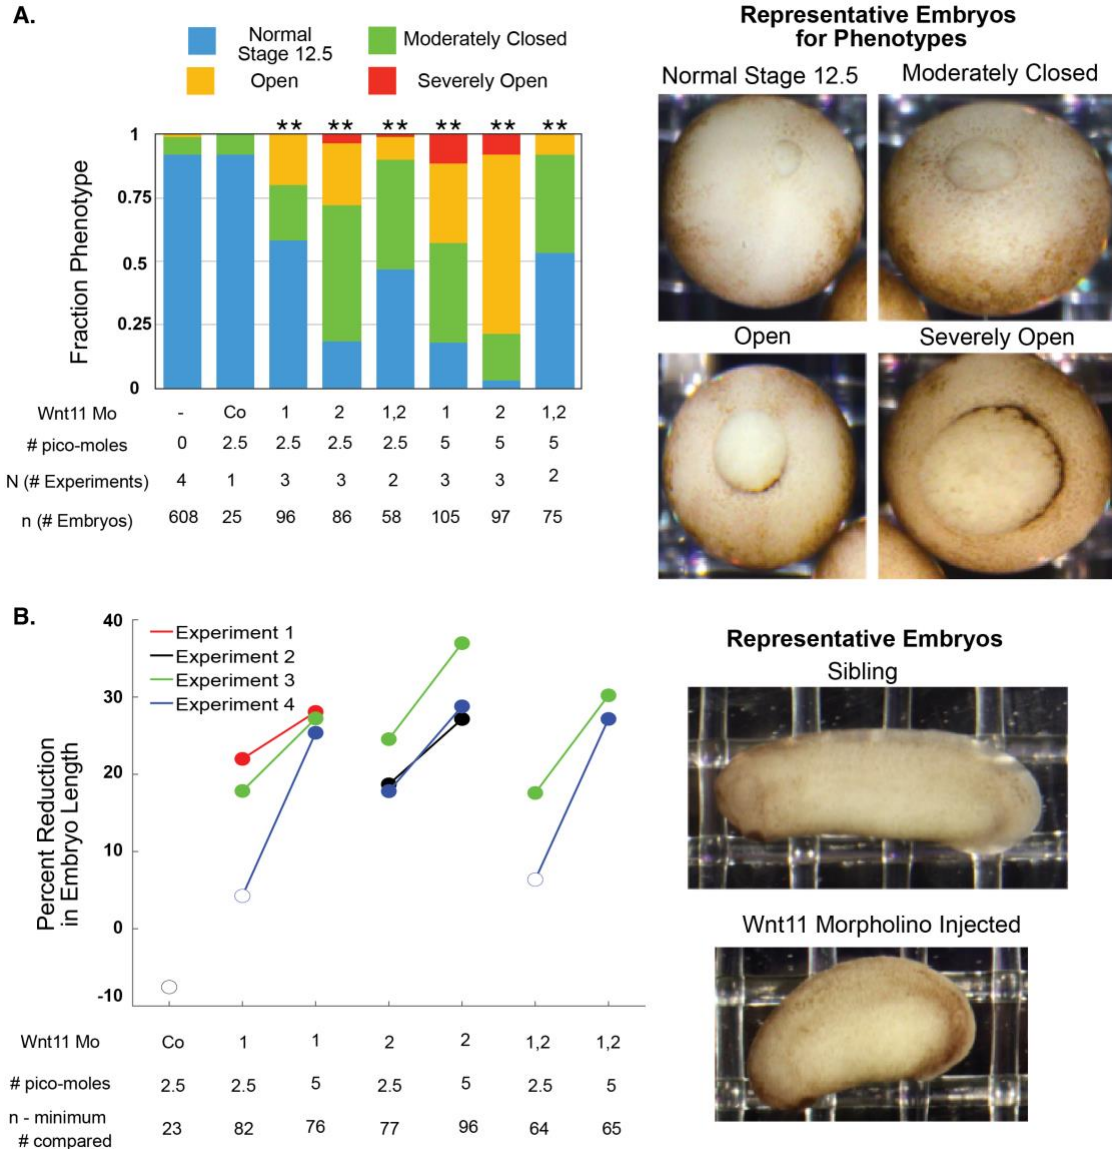 A.
Normal
Stage 12.5
Moderately Closed
Open
Severely Open
** ** ** ** ** **
1
0.75
0.5
0.25
0
Fraction Phenotype
Wnt11 Mo - Co 1 2 1,2 1 2 1,2
# pico-moles 0 2.5 2.5 2.5 2.5 5 5 5
N (# Experiments) 4 1 3 3 2 3 3 2
n (# Embryos) 608 25 96 86 58 105 97 75
Representative Embryos
for Phenotypes
Normal Stage 12.5
Moderately Closed
Open
Severely Open
B.
40
30
20
10
0
-10
Percent Reduction
in Embryo Length
Experiment 1
Experiment 2
Experiment 3
Experiment 4
Wnt11 Mo Co 1 1 2 2 1,2 1,2
# pico-moles 2.5 2.5 5 2.5 5 2.5 5
n - minimum
# compared 23 82 76 77 96 64 65
Representative Embryos
Sibling
Wnt11 Morpholino Injected